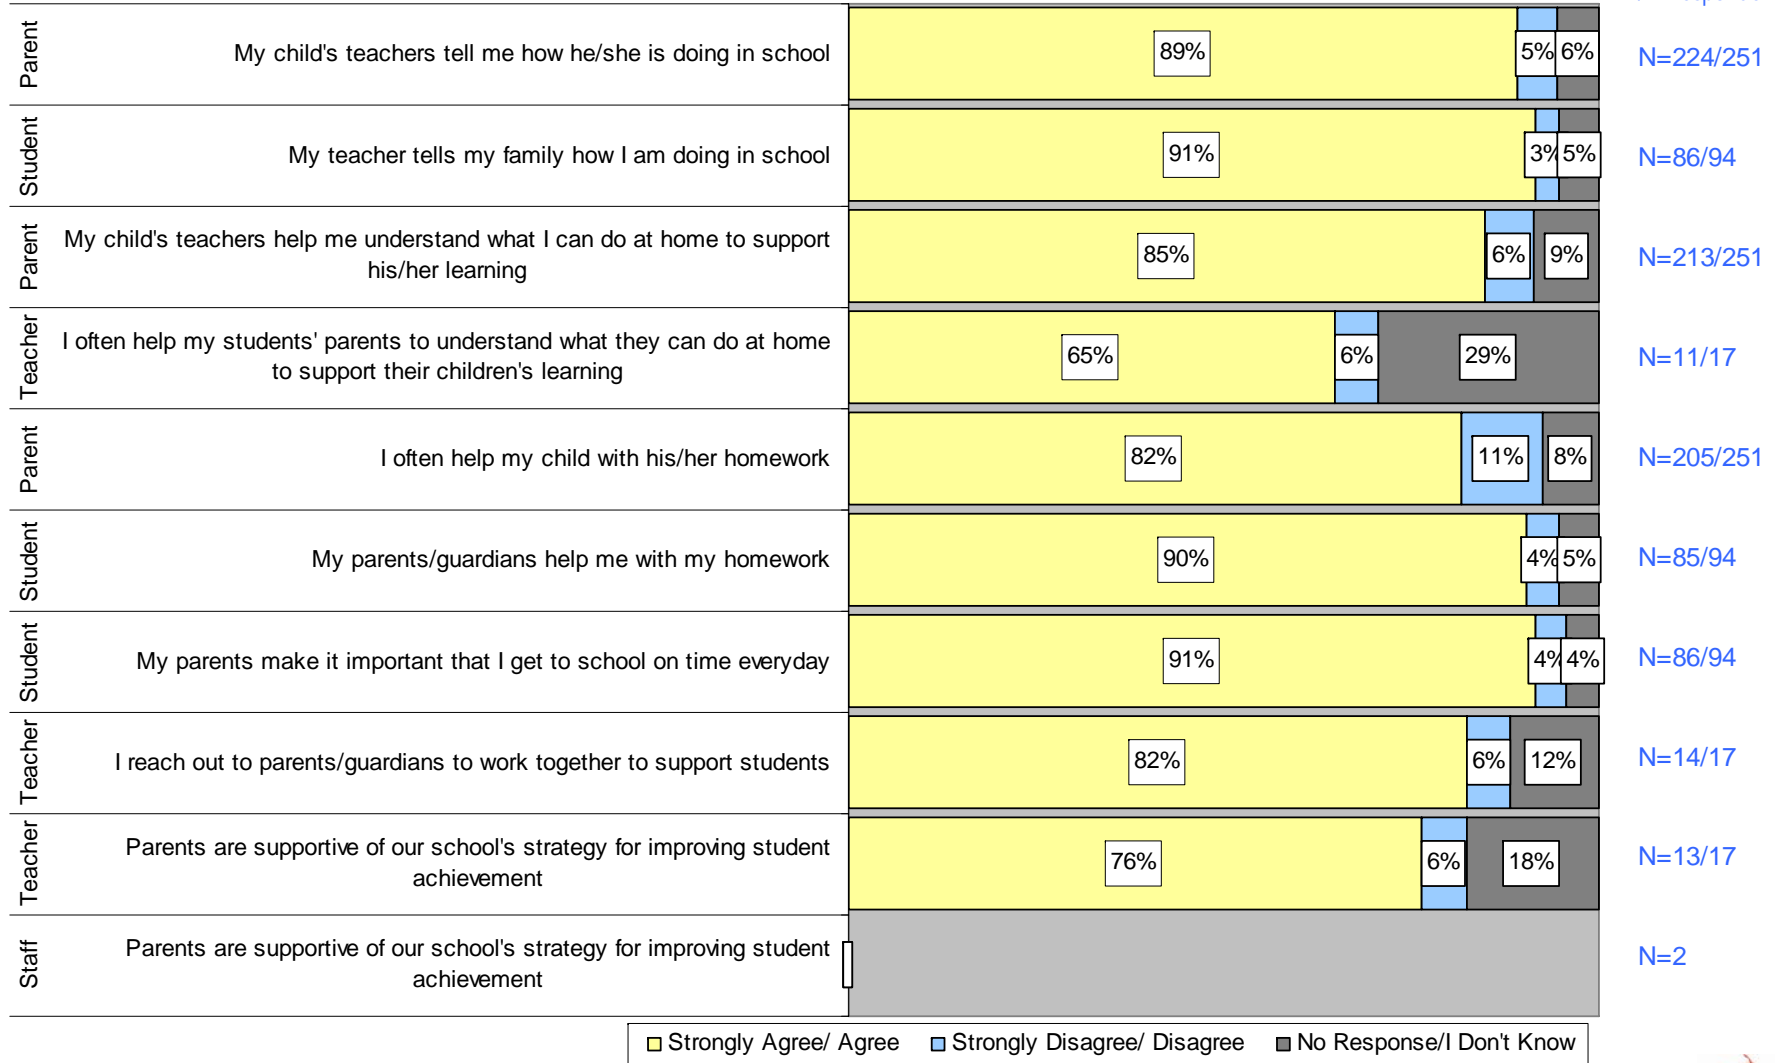 Parent
My child's teachers tell me how he/she is doing in school
89%
5%
6%
N=224/251
Student
My teacher tells my family how I am doing in school
91%
3%
5%
N=86/94
Parent
My child's teachers help me understand what I can do at home to support
his/her learning
85%
6%
9%
N=213/251
Teacher
I often help my students' parents to understand what they can do at home
to support their children's learning
65%
6%
29%
N=11/17
Parent
I often help my child with his/her homework
82%
11%
8%
N=205/251
Student
My parents/guardians help me with my homework
90%
4%
5%
N=85/94
Student
My parents make it important that I get to school on time everyday
91%
4%
4%
N=86/94
Teacher
I reach out to parents/guardians to work together to support students
82%
6%
12%
N=14/17
Teacher
Parents are supportive of our school's strategy for improving student
achievement
76%
6%
18%
N=13/17
Staff
Parents are supportive of our school's strategy for improving student
achievement
N=2
Strongly Agree/ Agree
Strongly Disagree/ Disagree
No Response/I Don't Know